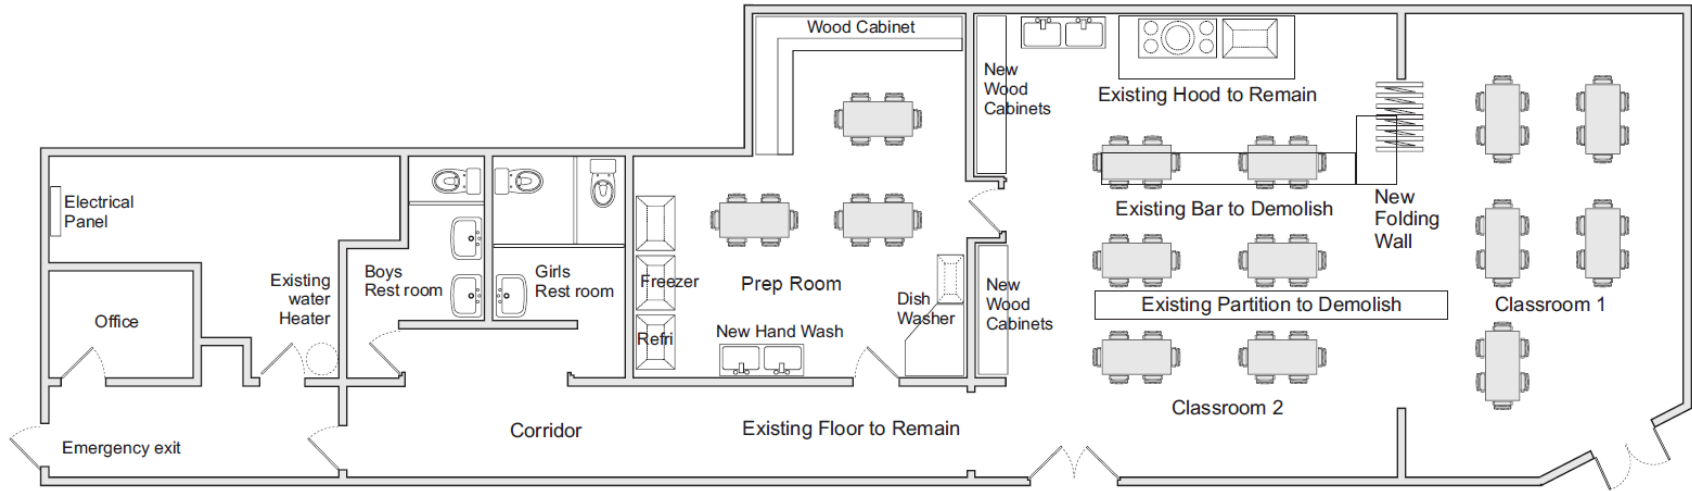 Wood Cabinet
New
Wood
Cabinets
Existing Hood to Remain
Electrical
Panel
Existing Bar to Demolish
New
Folding
Wall
Existing
water
Heater
Boys
Rest room
Girls
Rest room
Freezer
Prep Room
Dish
Washer
New
Wood
Cabinets
Existing Partition to Demolish
Classroom 1
Office
New Hand Wash
Refri
Classroom 2
Emergency exit
Corridor
Existing Floor to Remain